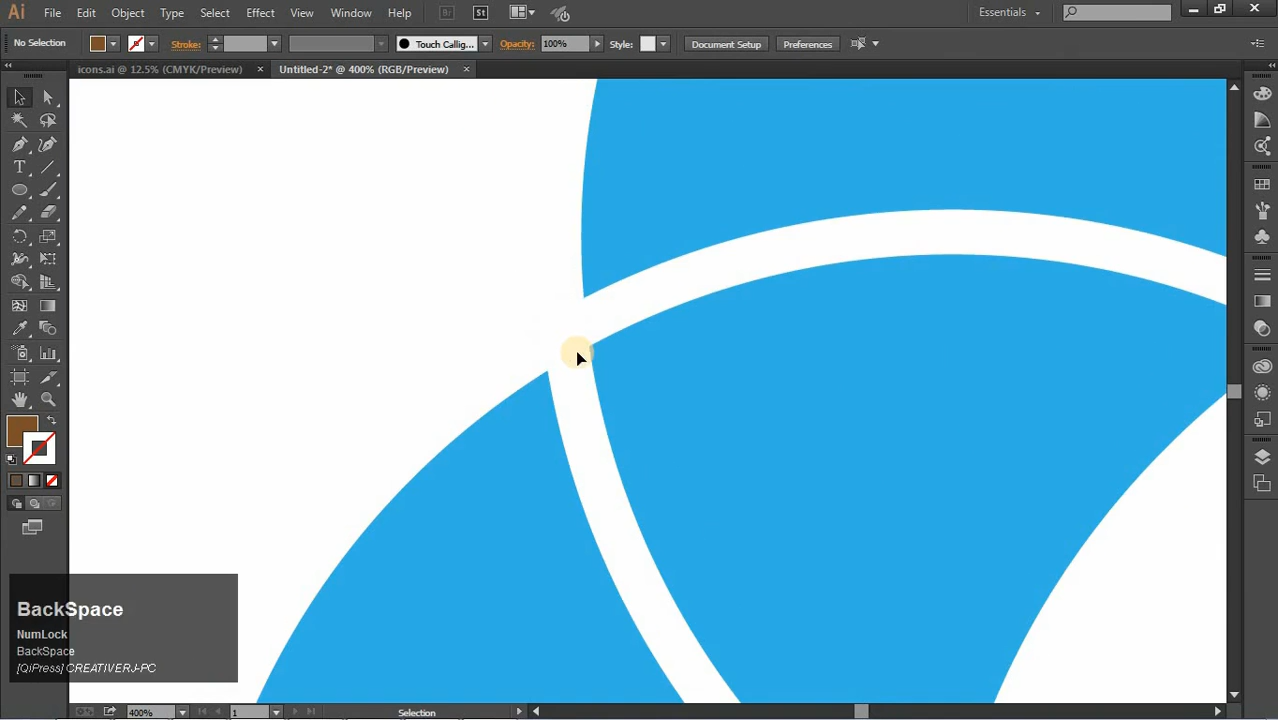 Ai File Edit Object Type Select Effect View Window Help Br St Essentials
No Selection Stroke: Touch Callig... Opacity: 100% Style: Document Setup Preferences
icons.ai @ 12.5% (CMYK/Preview) × Untitled-2* @ 400% (RGB/Preview) ×
T
BackSpace
NumLock
BackSpace
[QiPress] CREATIVERJ-PC
400% 1 Selection